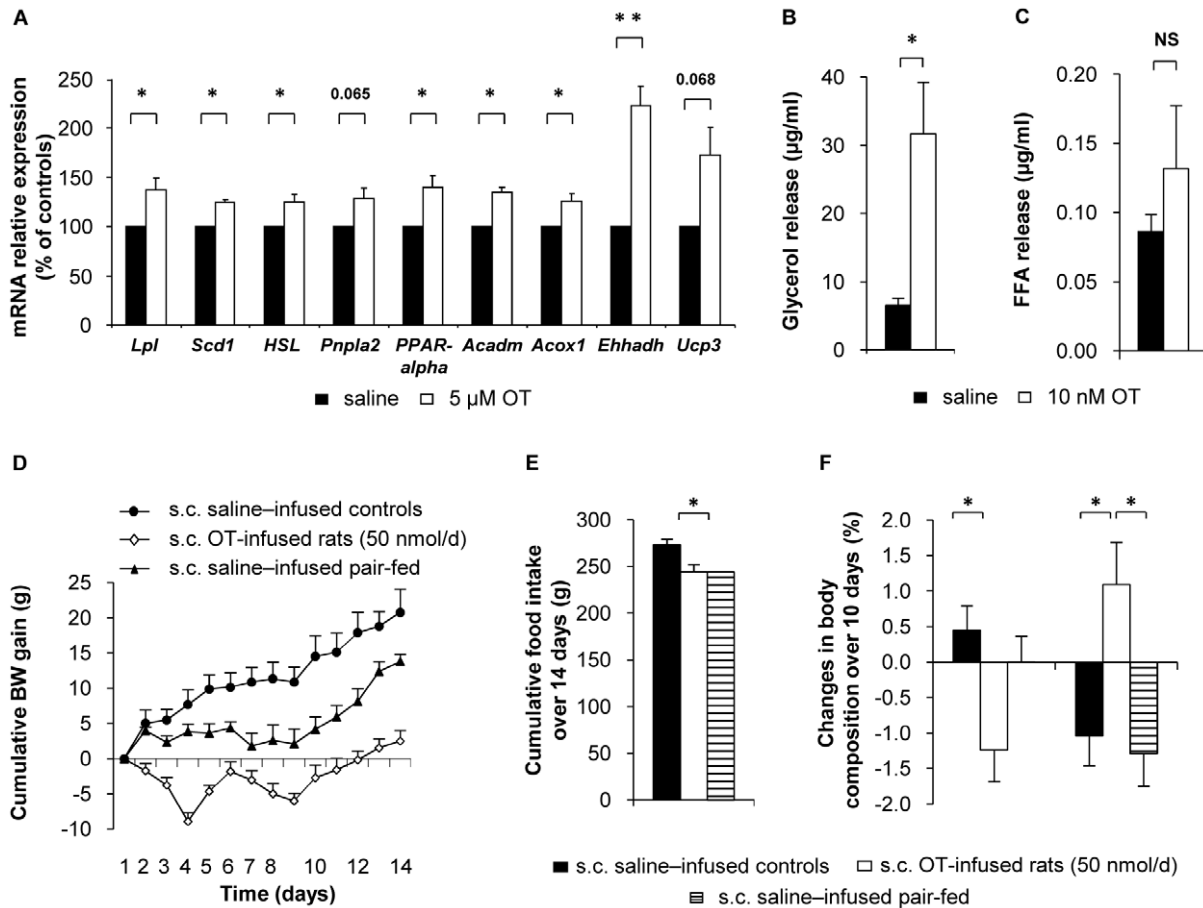 A
mRNA relative expression
(% of controls)
250
200
150
100
50
0
*
*
*
0.065
*
*
*
**
0.068
Lpl Scd1 HSL Pnpla2 PPAR- Acadm Acox1 Ehhadh Ucp3
alpha
saline 5 µM OT
B
Glycerol release (µg/ml)
40
30
20
10
0
*
C
FFA release (µg/ml)
0.20
0.15
0.10
0.05
0.00
NS
saline 10 nM OT
D
s.c. saline–infused controls
s.c. OT-infused rats (50 nmol/d)
s.c. saline–infused pair-fed
Cumulative BW gain (g)
25
20
15
10
5
0
-5
-10
1 2 3 4 5 6 7 8 10 12 14
Time (days)
E
Cumulative food intake
over 14 days (g)
300
250
200
150
100
50
0
*
F
Changes in body
composition over 10 days (%)
2.0
1.5
1.0
0.5
0.0
-0.5
-1.0
-1.5
-2.0
*
*
*
s.c. saline–infused controls s.c. OT-infused rats (50 nmol/d)
s.c. saline–infused pair-fed